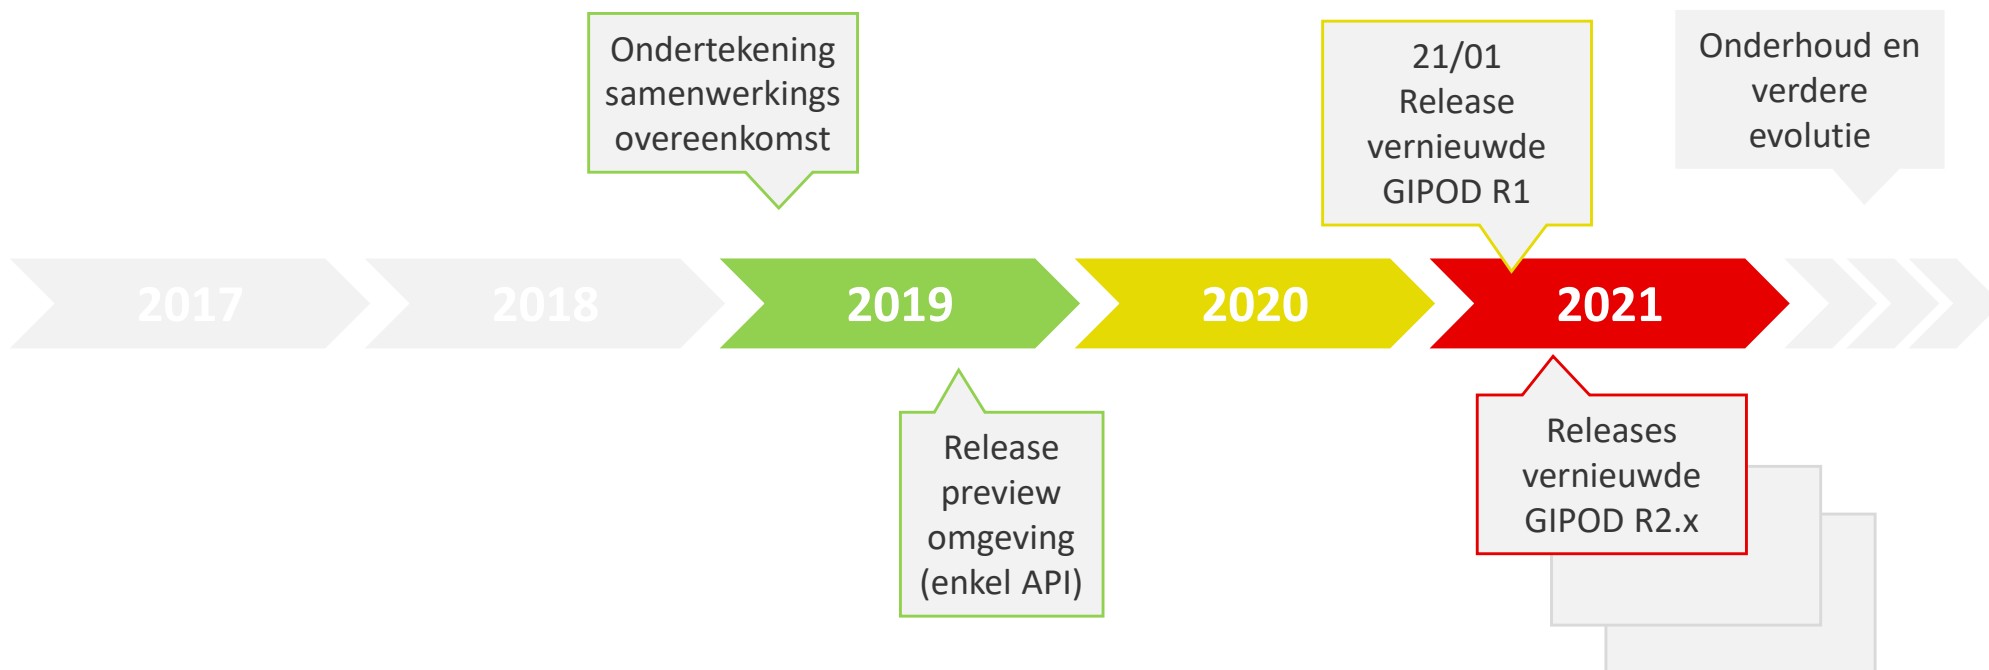 Ondertekening
samenwerkings
overeenkomst
21/01
Release
vernieuwde
GIPOD R1
Onderhoud en
verdere
evolutie
2017
2018
2019
2020
2021
Release
preview
omgeving
(enkel API)
Releases
vernieuwde
GIPOD R2.x